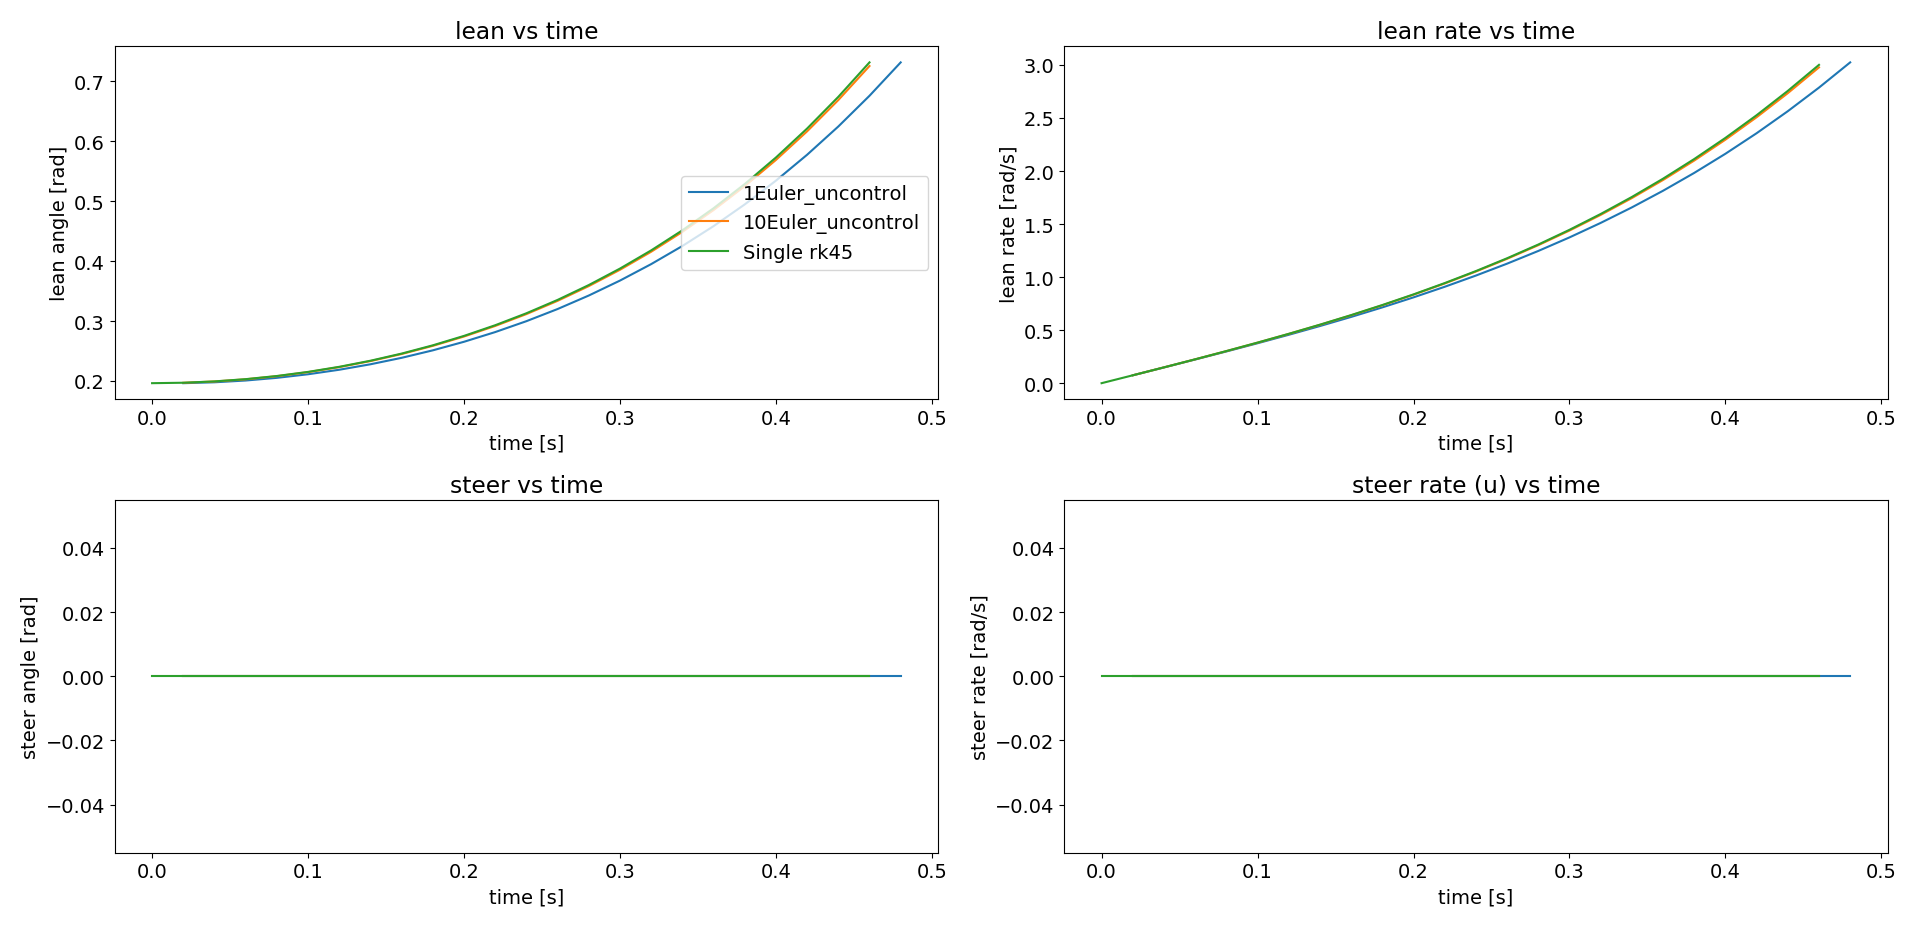 lean vs time
lean angle [rad]
0.7
0.6
0.5
0.4
0.3
0.2
1Euler_uncontrol
10Euler_uncontrol
Single rk45
0.0 0.1 0.2 0.3 0.4 0.5
time [s]
lean rate vs time
lean rate [rad/s]
3.0
2.5
2.0
1.5
1.0
0.5
0.0
0.0 0.1 0.2 0.3 0.4 0.5
time [s]
steer vs time
steer angle [rad]
0.04
0.02
0.00
−0.02
−0.04
0.0 0.1 0.2 0.3 0.4 0.5
time [s]
steer rate (u) vs time
steer rate [rad/s]
0.04
0.02
0.00
−0.02
−0.04
0.0 0.1 0.2 0.3 0.4 0.5
time [s]